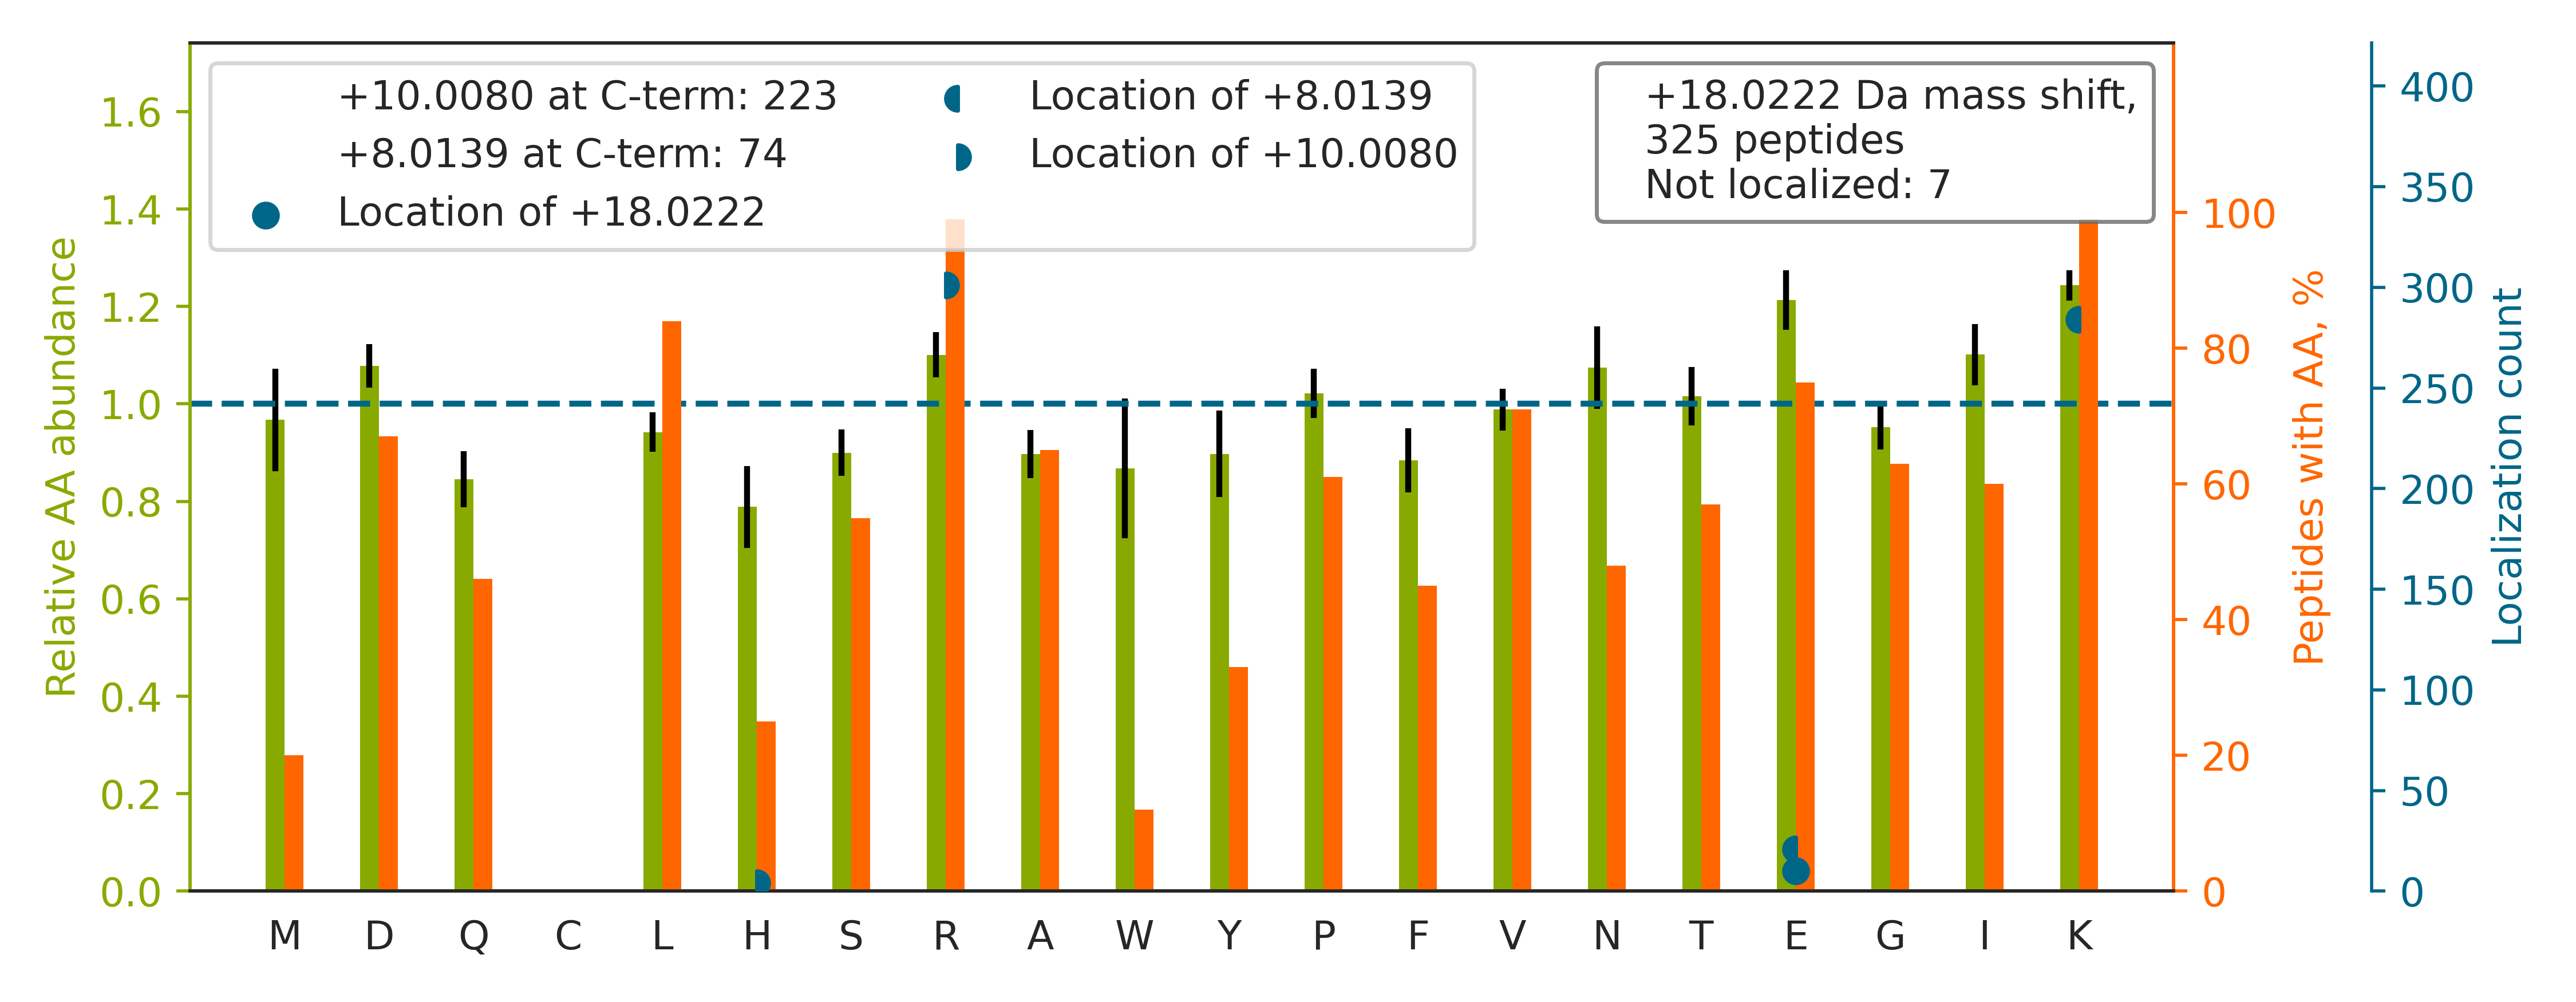 +10.0080 at C-term: 223
+8.0139 at C-term: 74
Location of +18.0222
Location of +8.0139
Location of +10.0080
+18.0222 Da mass shift,
325 peptides
Not localized: 7
Relative AA abundance
1.6
1.4
1.2
1.0
0.8
0.6
0.4
0.2
0.0
M D Q C L H S R A W Y P F V N T E G I K
100
80
60
40
20
0
Peptides with AA, %
400
350
300
250
200
150
100
50
0
Localization count